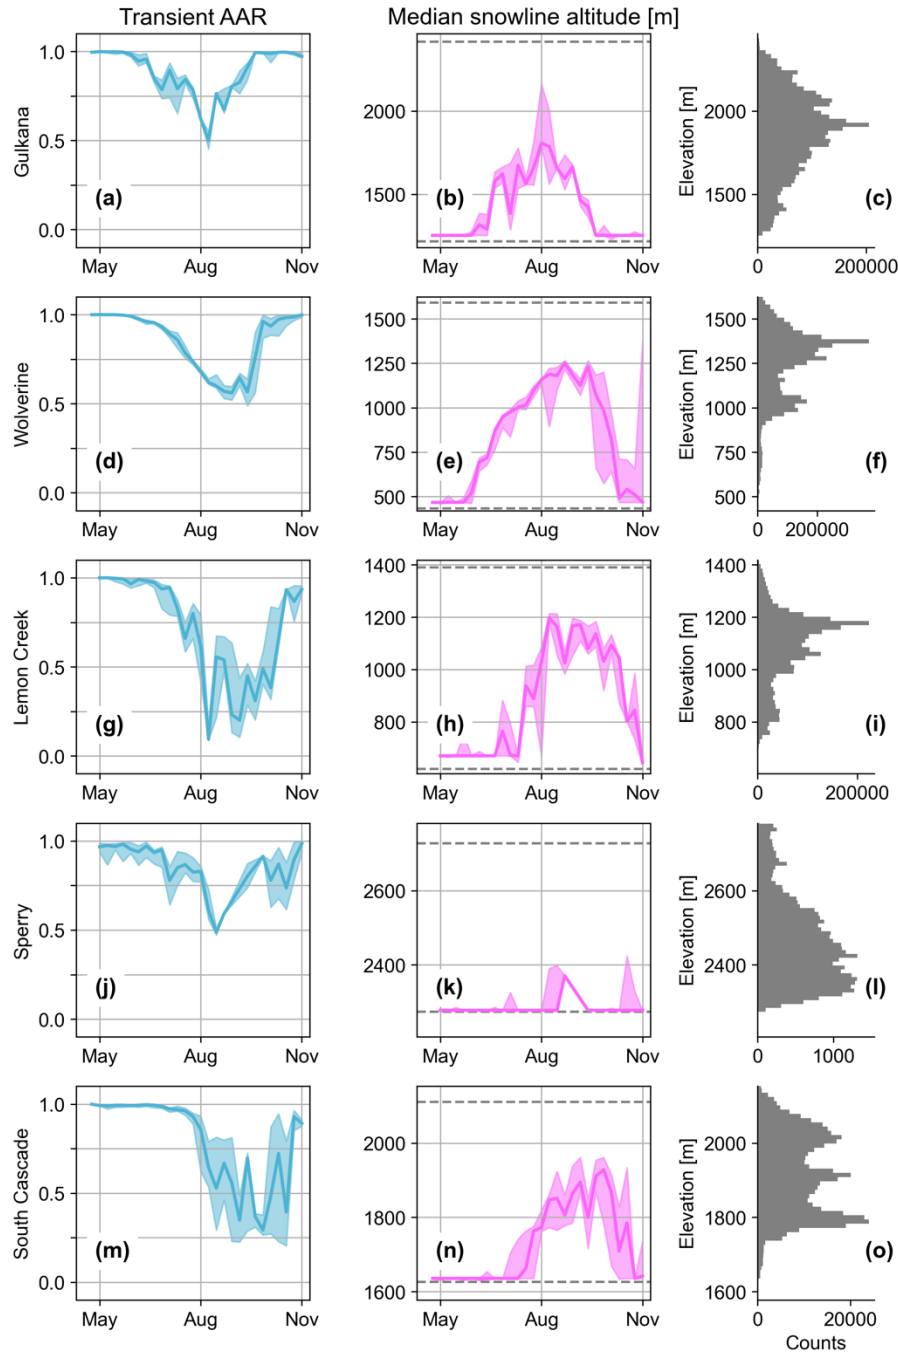 Transient AAR
Median snowline altitude [m]
Gulkana
1.0
0.5
0.0
(a)
May
Aug
Nov
2000
1500
(b)
May
Aug
Nov
Elevation [m]
2000
1500
(c)
0
200000
Wolverine
1.0
0.5
0.0
(d)
May
Aug
Nov
1500
1250
1000
750
500
(e)
May
Aug
Nov
Elevation [m]
1500
1000
500
(f)
0
200000
Lemon Creek
1.0
0.5
0.0
(g)
May
Aug
Nov
1400
1200
1000
800
(h)
May
Aug
Nov
Elevation [m]
1400
1200
1000
800
(i)
0
200000
Sperry
1.0
0.5
0.0
(j)
May
Aug
Nov
2600
2400
(k)
May
Aug
Nov
Elevation [m]
2600
2400
(l)
0
1000
South Cascade
1.0
0.5
0.0
(m)
May
Aug
Nov
2000
1800
1600
(n)
May
Aug
Nov
Elevation [m]
2000
1800
1600
(o)
0
20000
Counts